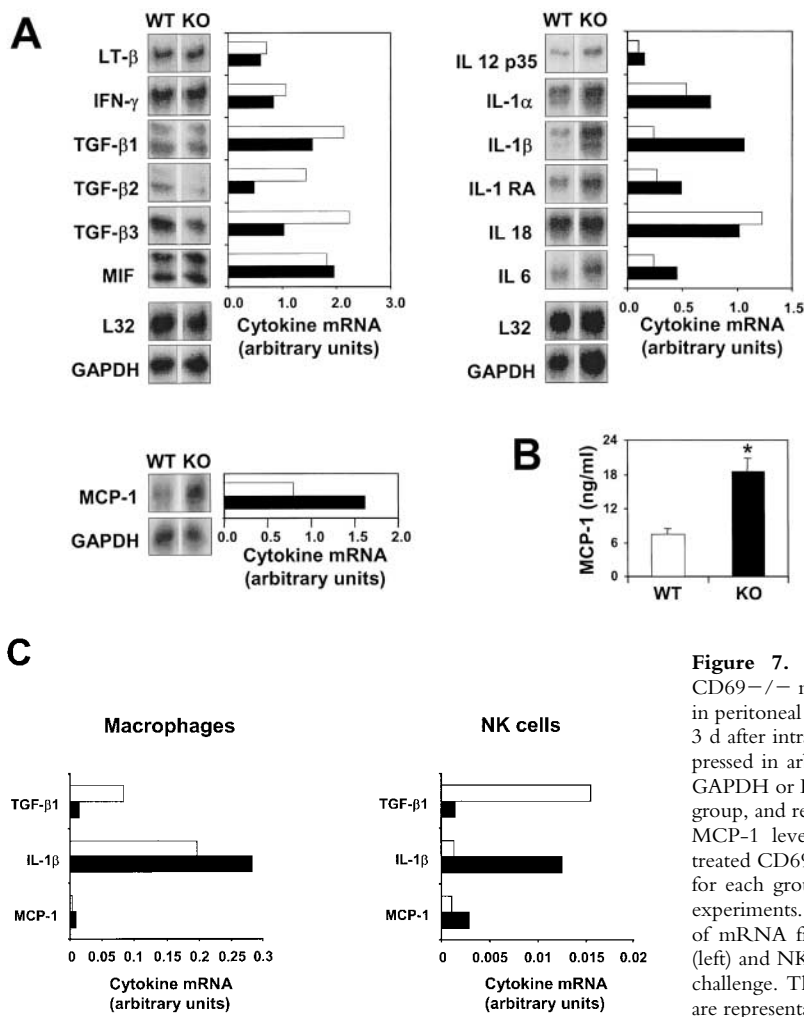 A
WT KO
LT-β
IFN-γ
TGF-β1
TGF-β2
TGF-β3
MIF
L32
GAPDH
0.0 1.0 2.0 3.0
Cytokine mRNA
(arbitrary units)
WT KO
IL 12 p35
IL-1α
IL-1β
IL-1 RA
IL 18
IL 6
L32
GAPDH
0.0 0.5 1.0 1.5
Cytokine mRNA
(arbitrary units)
WT KO
MCP-1
GAPDH
0.0 0.5 1.0 1.5 2.0
Cytokine mRNA
(arbitrary units)
B
MCP-1 (ng/ml)
24
18
12
6
0
*
WT KO
C
Macrophages
TGF-β1
IL-1β
MCP-1
0 0.05 0.1 0.15 0.2 0.25 0.3
Cytokine mRNA
(arbitrary units)
NK cells
TGF-β1
IL-1β
MCP-1
0 0.005 0.01 0.015 0.02
Cytokine mRNA
(arbitrary units)
Figure 7.
CD69−/−
in peritoneal
3 d after
pressed in
GAPDH or
group, and
MCP-1
treated
for each
experiments.
of mRNA
(left) and
challenge.
are